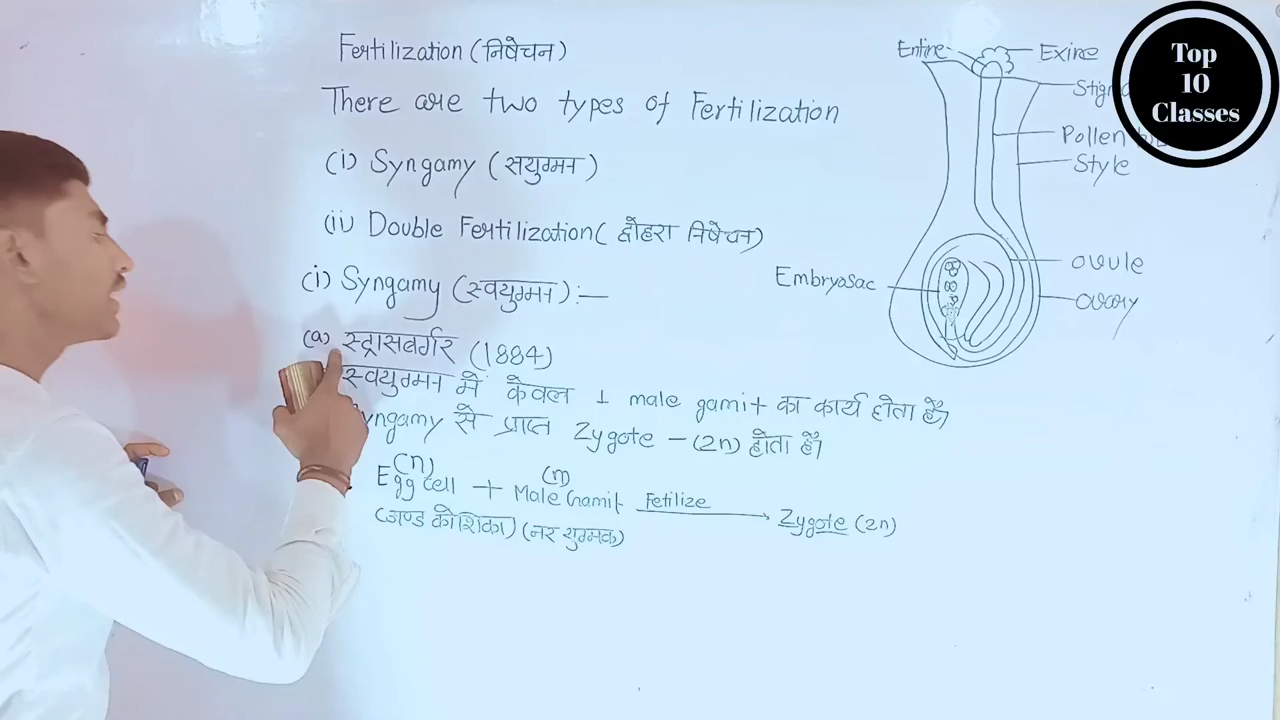 Fertilization (निषेचन)
There are two types of Fertilization
(i) Syngamy (सयुग्मन)
(ii) Double Fertilization (दोहरा निषेचन)
(i) Syngamy (स्वयुग्मन) :—
(a) स्ट्रासबर्गर (1884)
स्वयुग्मन में केवल 1 male gamit का कार्य होता है।
yngamy से प्राप्त Zygote - (2n) होता है।
(n) (n)
Egg cell + Male Gamit Fetilize Zygote (2n)
(अण्ड कोशिका) (नर युग्मक)
Entine
Exine
Stig
Pollen
Style
Embryosac
ovule
ovary
Top
10
Classes